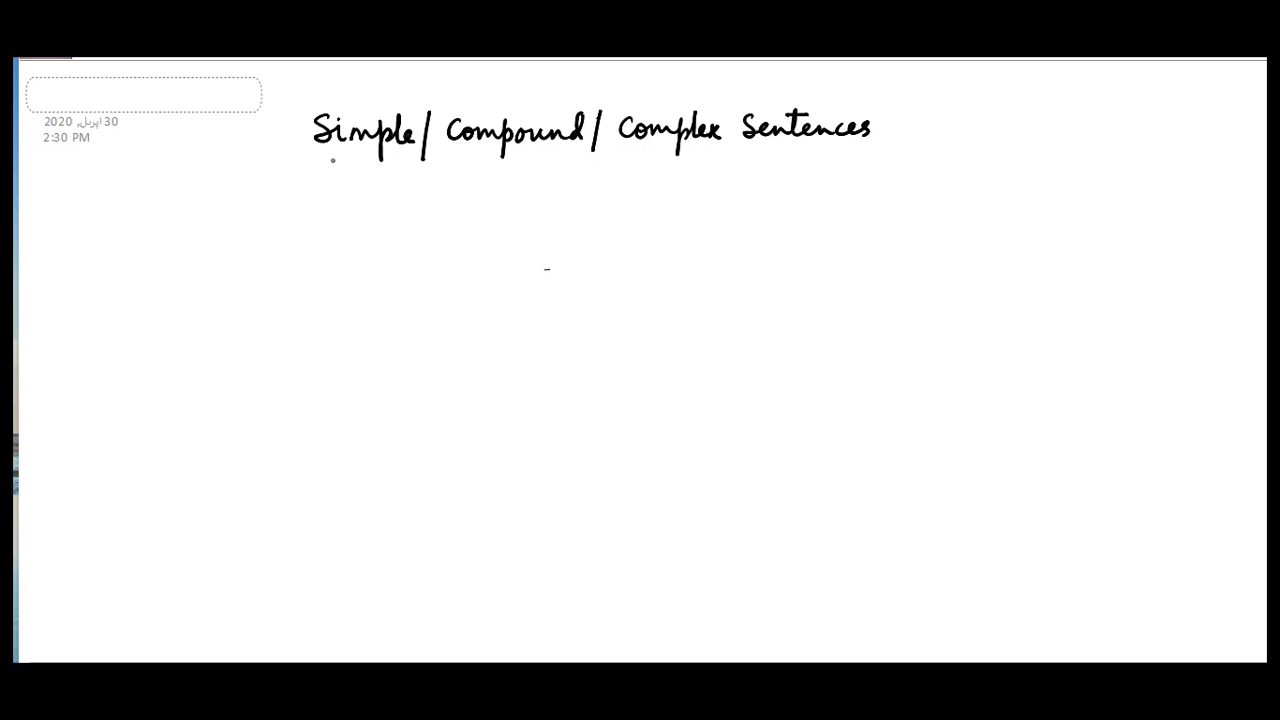 30 اپریل, 2020
2:30 PM
Simple/ Compound/ Complex Sentences